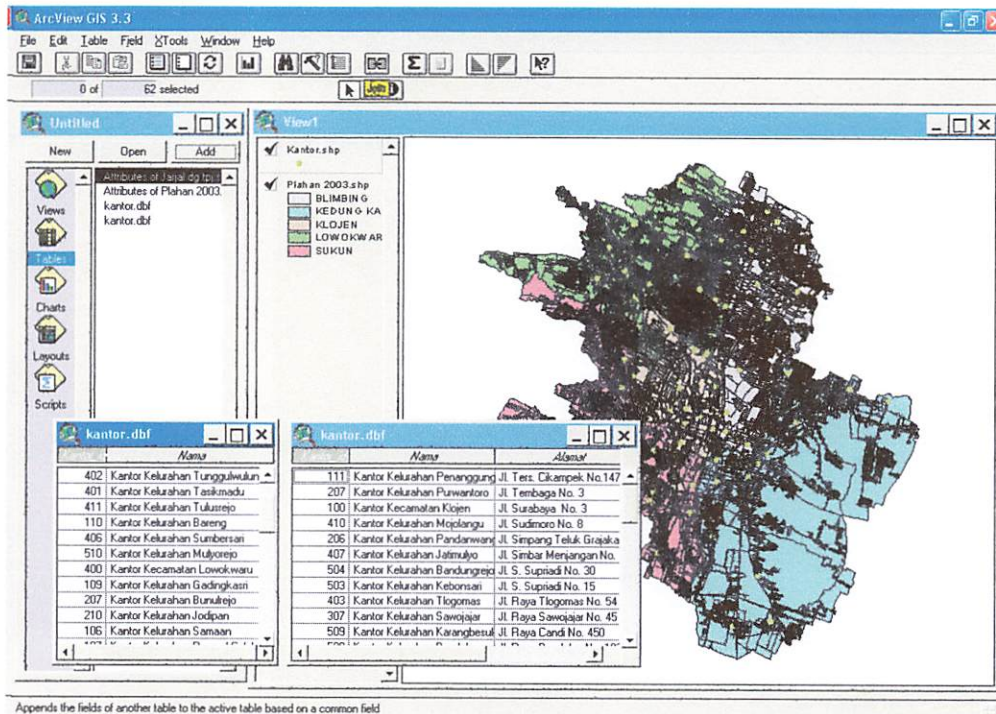 ArcView GIS 3.3
File Edit Table Field XTools Window Help
0 of 62 selected
Join
Untitled
New Open Add
Attributes of Jarjal dg tpi s
Attributes of Plahan 2003.
kantor.dbf
kantor.dbf
Views
Tables
Charts
Layouts
Scripts
View1
Kantor.shp
Plahan 2003.shp
BLIMBING
KEDUNG KA
KLOJEN
LOWOKWAR
SUKUN
kantor.dbf
Nama
402 Kantor Kelurahan Tunggulwulun
401 Kantor Kelurahan Tasikmadu
411 Kantor Kelurahan Tulusrejo
110 Kantor Kelurahan Bareng
406 Kantor Kelurahan Sumbersari
510 Kantor Kelurahan Mulyorejo
400 Kantor Kecamatan Lowokwaru
109 Kantor Kelurahan Gadingkasri
207 Kantor Kelurahan Bunulrejo
210 Kantor Kelurahan Jodipan
106 Kantor Kelurahan Samaan
kantor.dbf
Nama Alamat
111 Kantor Kelurahan Penanggung Jl. Ters. Cikampek No.147
207 Kantor Kelurahan Purwantoro Jl. Tembaga No. 3
100 Kantor Kecamatan Klojen Jl. Surabaya No. 3
410 Kantor Kelurahan Mojolangu Jl. Sudimoro No. 8
206 Kantor Kelurahan Pandanwang Jl. Simpang Teluk Grajaka
407 Kantor Kelurahan Jatimulyo Jl. Simbar Menjangan No.
504 Kantor Kelurahan Bandungrejo Jl. S. Supriadi No. 30
503 Kantor Kelurahan Kebonsari Jl. S. Supriadi No. 15
403 Kantor Kelurahan Tlogomas Jl. Raya Tlogomas No. 54
307 Kantor Kelurahan Sawojajar Jl. Raya Sawojajar No. 45
509 Kantor Kelurahan Karangbesuk Jl. Raya Candi No. 450
Appends the fields of another table to the active table based on a common field